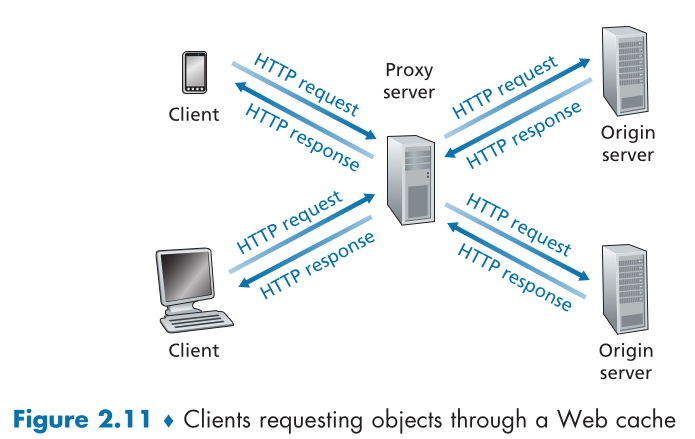 HTTP request
HTTP response
Client
Proxy
server
HTTP request
HTTP response
Origin
server
HTTP request
HTTP response
Client
HTTP request
HTTP response
Origin
server
Figure 2.11 ♦ Clients requesting objects through a Web cache